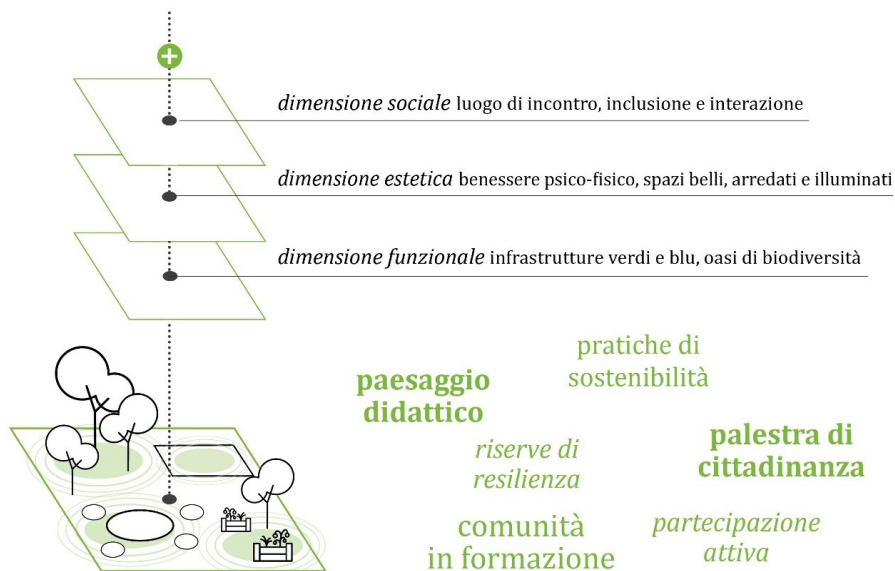 dimensione sociale luogo di incontro, inclusione e interazione
dimensione estetica benessere psico-fisico, spazi belli, arredati e illuminati
dimensione funzionale infrastrutture verdi e blu, oasi di biodiversità
pratiche di
sostenibilità
paesaggio
didattico
palestra di
cittadinanza
riserve di
resilienza
comunità
in formazione
partecipazione
attiva